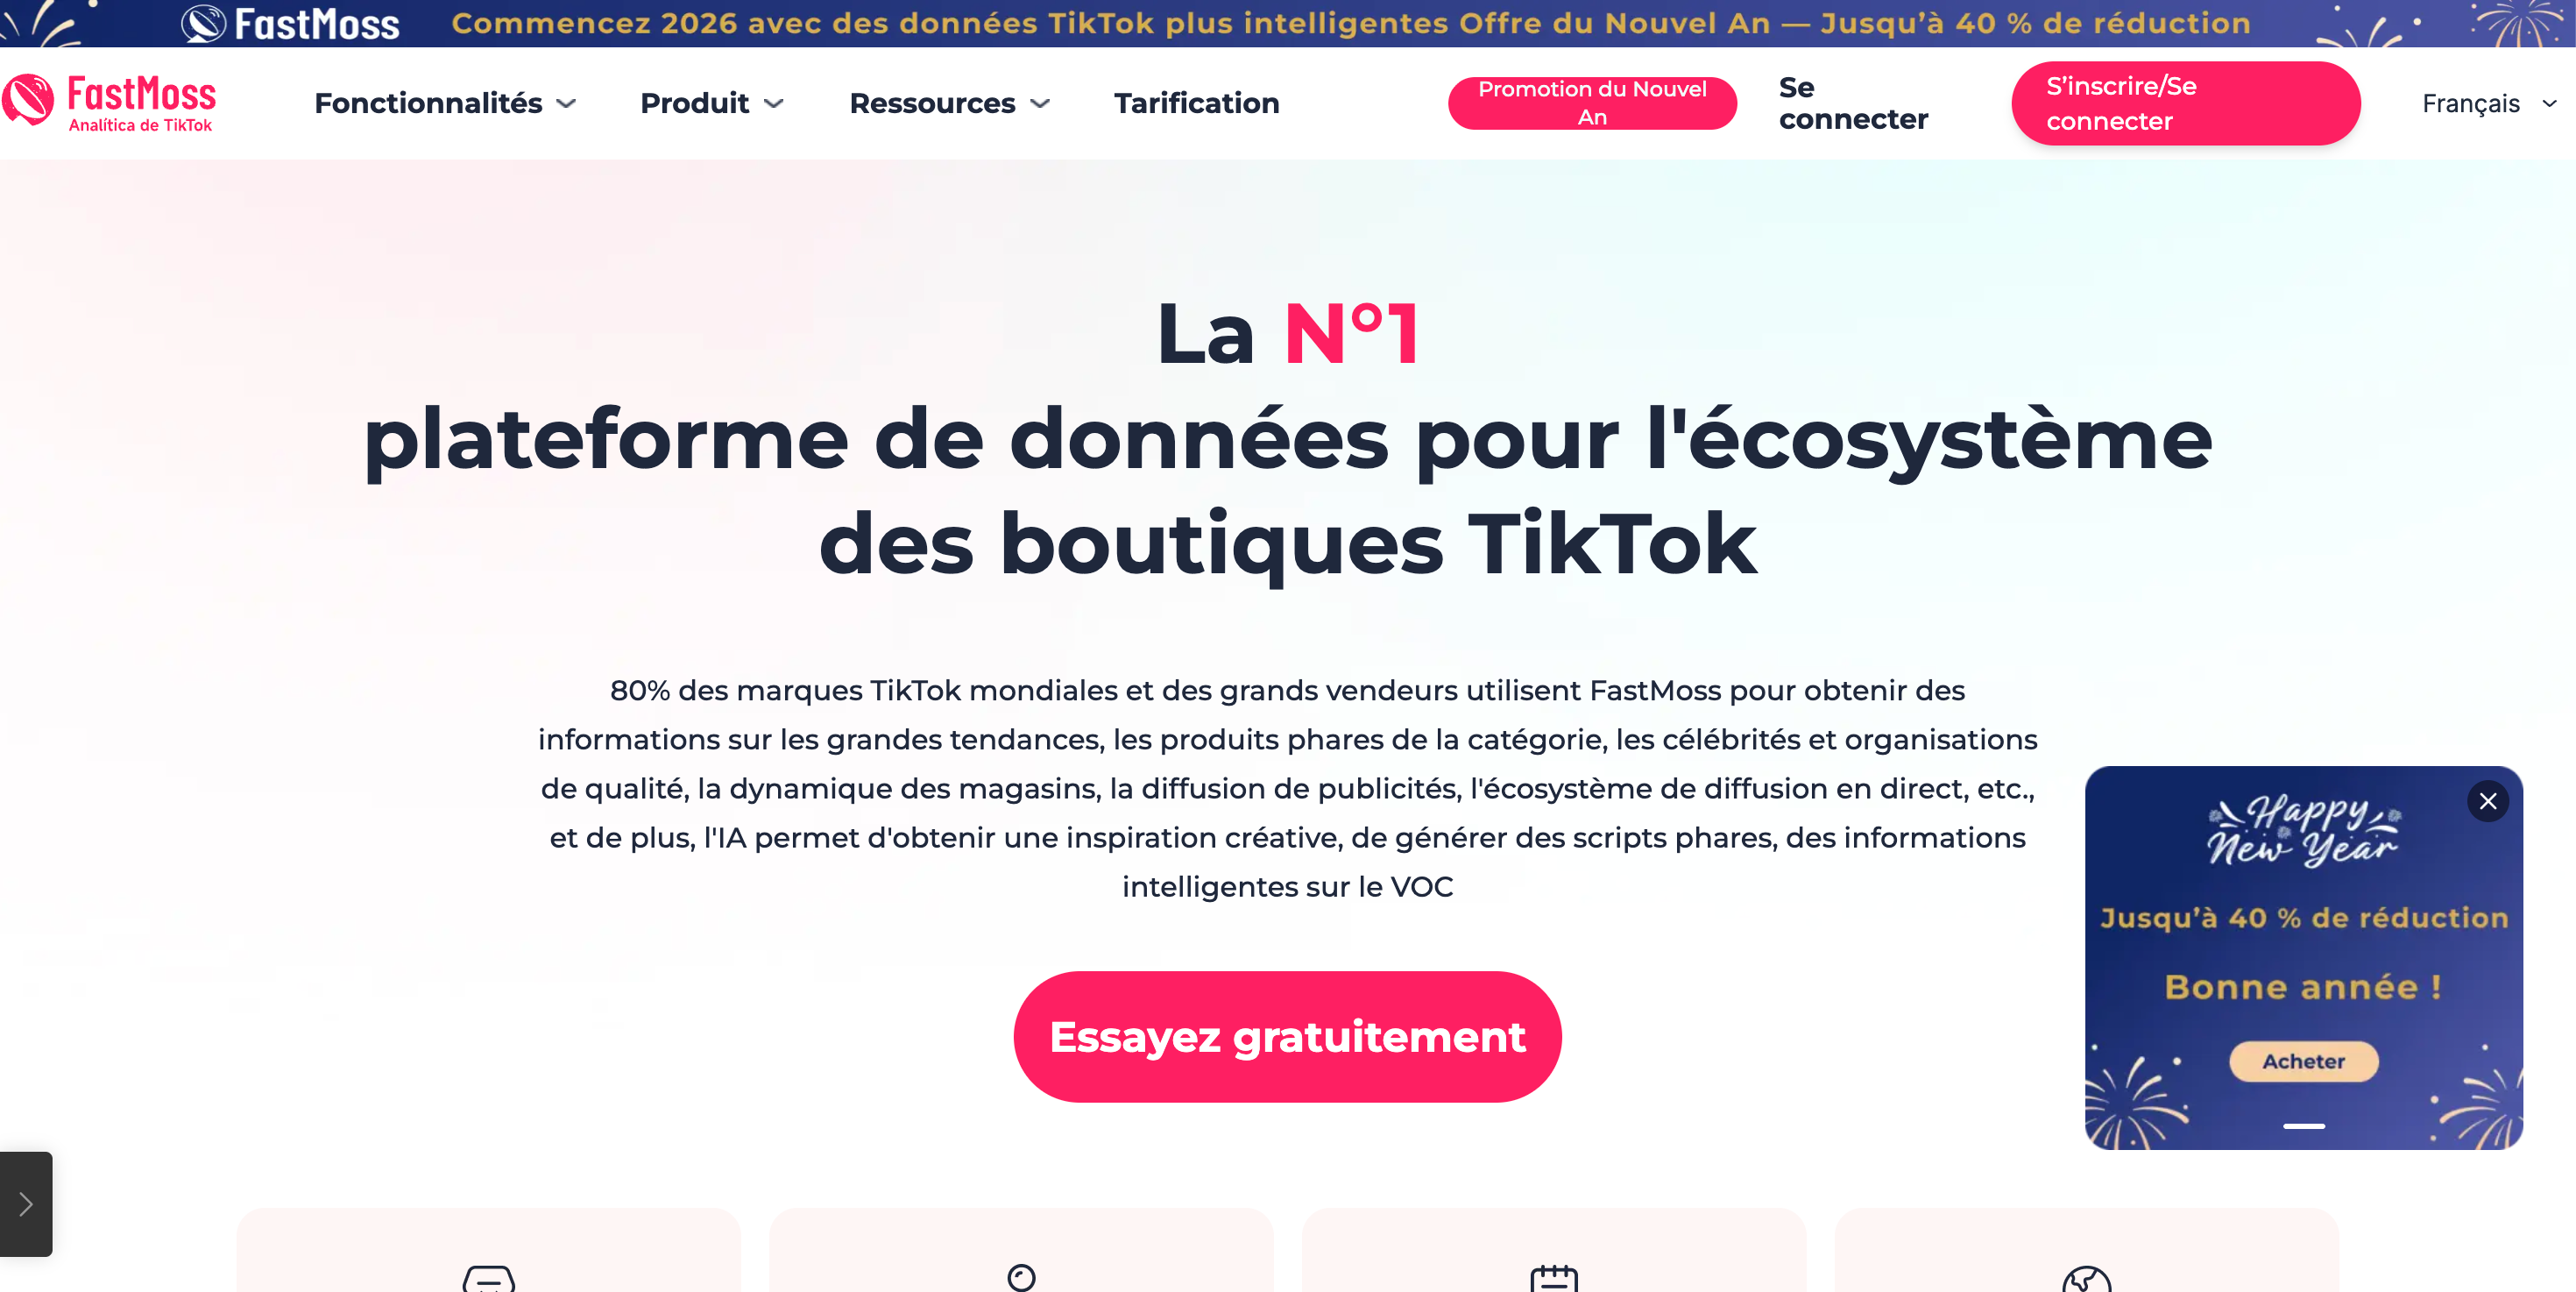 FastMoss Commencez 2026 avec des données TikTok plus intelligentes Offre du Nouvel An — Jusqu’à 40 % de réduction
FastMoss
Analítica de TikTok
Fonctionnalités
Produit
Ressources
Tarification
Promotion du Nouvel
An
Se
connecter
S’inscrire/Se
connecter
Français
La N°1
plateforme de données pour l'écosystème
des boutiques TikTok
80% des marques TikTok mondiales et des grands vendeurs utilisent FastMoss pour obtenir des
informations sur les grandes tendances, les produits phares de la catégorie, les célébrités et organisations
de qualité, la dynamique des magasins, la diffusion de publicités, l'écosystème de diffusion en direct, etc.,
et de plus, l'IA permet d'obtenir une inspiration créative, de générer des scripts phares, des informations
intelligentes sur le VOC
Essayez gratuitement
Happy
New Year
Jusqu’à 40 % de réduction
Bonne année !
Acheter